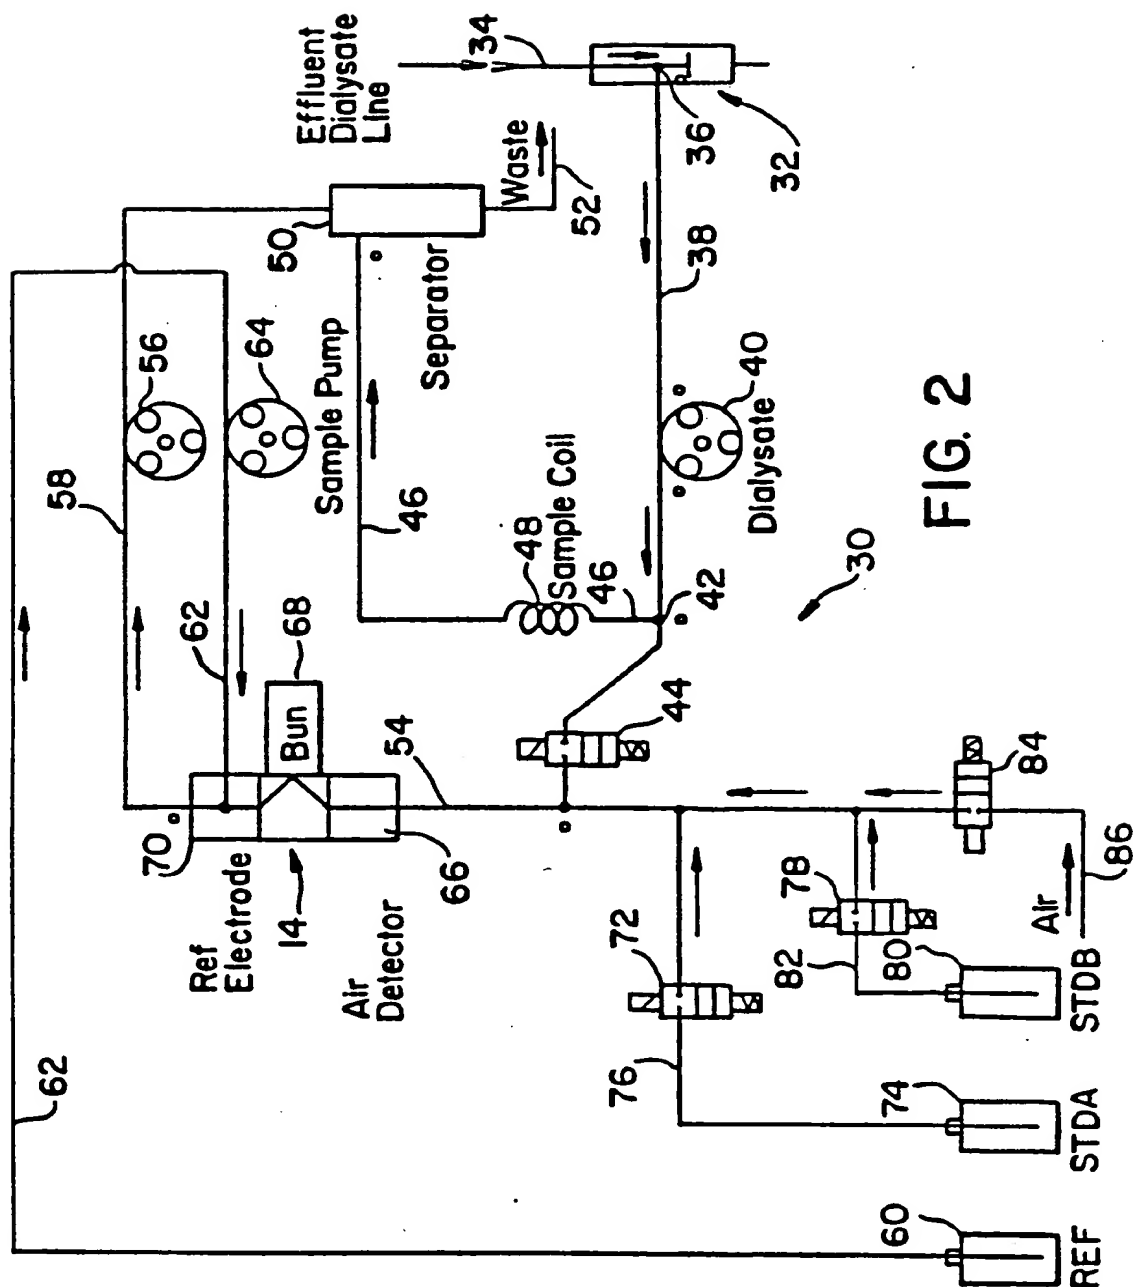 Effluent
Dialysate
Line
34
36
32
Waste
52
50
Separator
38
56
64
Sample Pump
58
46
40
Dialysate
48
Sample Coil
46
42
62
68
Bun
54
44
70
Ref
Electrode
14
66
Air
Detector
72
78
84
86
Air
82
80
STDB
76
74
STDA
62
60
REF
30
FIG. 2